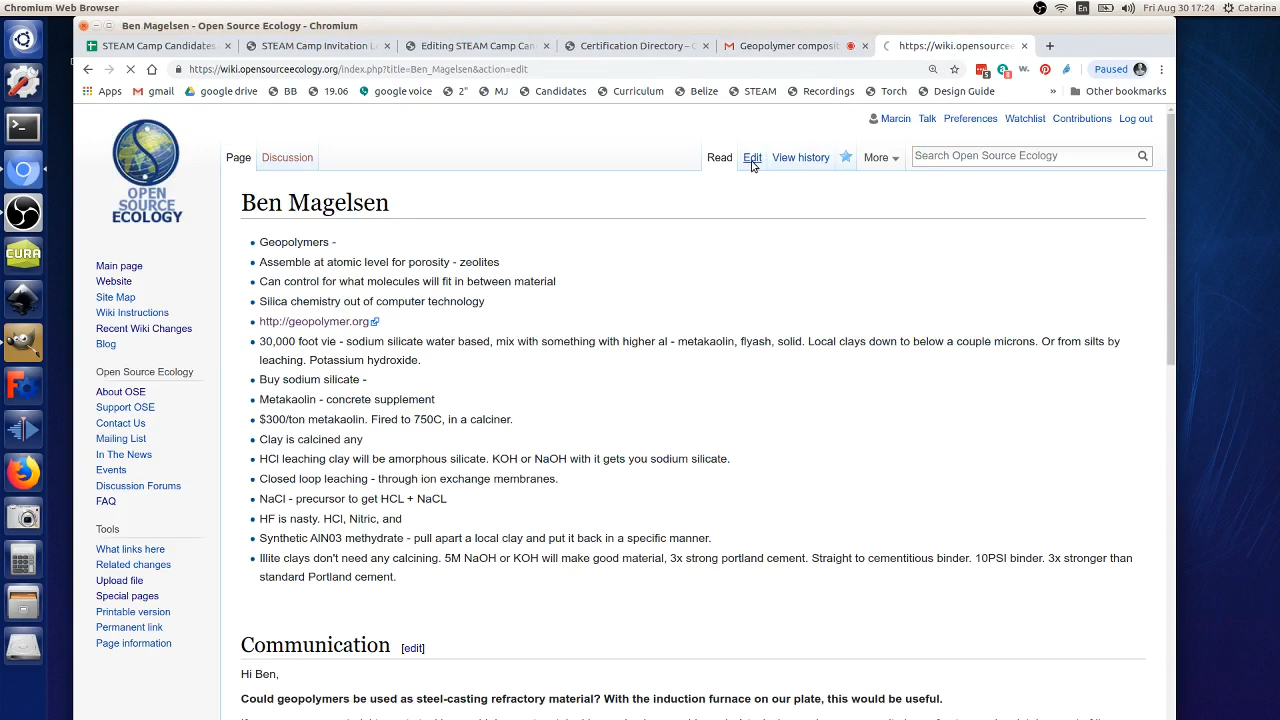 Chromium Web Browser
En
Fri Aug 30 17:24
Catarina
Ben Magelsen - Open Source Ecology - Chromium
STEAM Camp Candidates
STEAM Camp Invitation L
Editing STEAM Camp Can
Certification Directory – C
Geopolymer composit
https://wiki.opensourcee
https://wiki.opensourceecology.org/index.php?title=Ben_Magelsen&action=edit
Paused
Apps
gmail
google drive
BB
19.06
google voice
2"
MJ
Candidates
Curriculum
Bella
STEAM
Recordings
Torch
Design Guide
»
Other bookmarks
Marcin
Talk
Preferences
Watchlist
Contributions
Log out
Page
Discussion
Read
Edit
View history
More
Search Open Source Ecology
OPEN
SOURCE
ECOLOGY
Main page
Website
Site Map
Wiki Instructions
Recent Wiki Changes
Blog
Open Source Ecology
About OSE
Support OSE
Contact Us
Mailing List
In The News
Events
Discussion Forums
FAQ
Tools
What links here
Related changes
Upload file
Special pages
Printable version
Permanent link
Page information
CURA
Ben Magelsen
Geopolymers -
Assemble at atomic level for porosity - zeolites
Can control for what molecules will fit in between material
Silica chemistry out of computer technology
http://geopolymer.org
30,000 foot vie - sodium silicate water based, mix with something with higher al - metakaolin, flyash, solid. Local clays down to below a couple microns. Or from silts by
leaching. Potassium hydroxide.
Buy sodium silicate -
Metakaolin - concrete supplement
$300/ton metakaolin. Fired to 750C, in a calciner.
Clay is calcined any
HCl leaching clay will be amorphous silicate. KOH or NaOH with it gets you sodium silicate.
Closed loop leaching - through ion exchange membranes.
NaCl - precursor to get HCL + NaCL
HF is nasty. HCl, Nitric, and
Synthetic AlN03 methydrate - pull apart a local clay and put it back in a specific manner.
Illite clays don't need any calcining. 5% NaOH or KOH will make good material, 3x strong portland cement. Straight to cementitious binder. 10PSI binder. 3x stronger than
standard Portland cement.
Communication
[edit]
Hi Ben,
Could geopolymers be used as steel-casting refractory material? With the induction furnace on our plate, this would be useful.